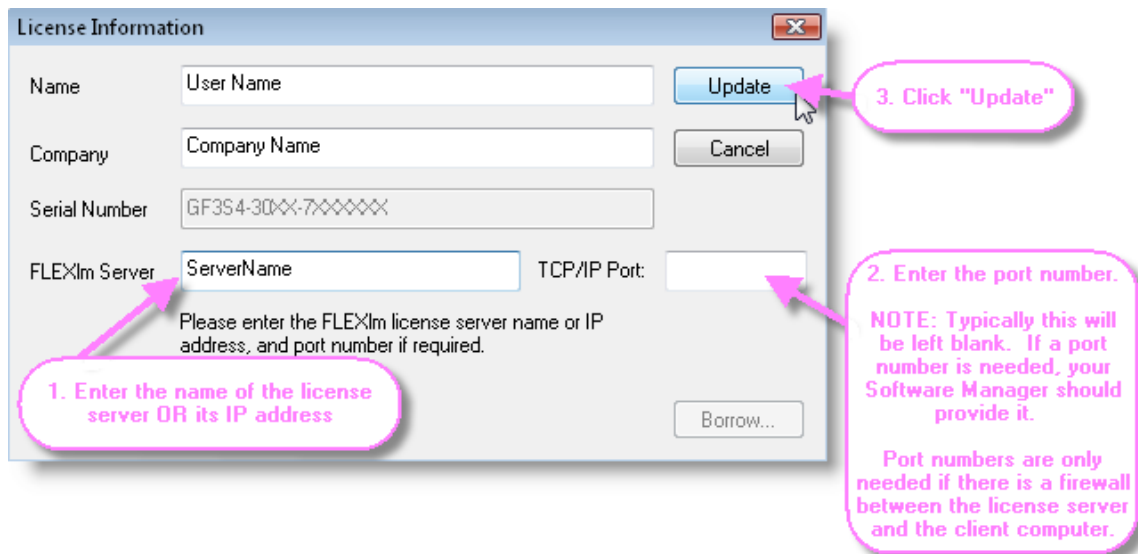 License Information
Name
User Name
Update
Company
Company Name
Cancel
Serial Number
GF3S4-30XX-7XXXXXX
FLEXlm Server
ServerName
TCP/IP Port:
Please enter the FLEXlm license server name or IP
address, and port number if required.
Borrow...
1. Enter the name of the license
server OR its IP address
2. Enter the port number.
NOTE: Typically this will
be left blank. If a port
number is needed, your
Software Manager should
provide it.
Port numbers are only
needed if there is a firewall
between the license server
and the client computer.
3. Click "Update"